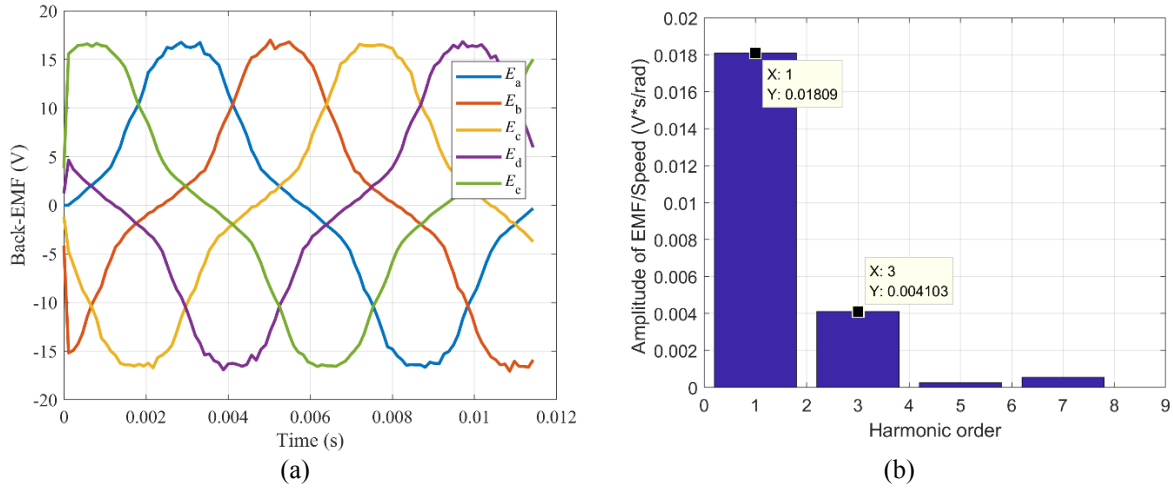 20
15
10
5
0
-5
-10
-15
-20
Back-EMF (V)
0
0.002
0.004
0.006
0.008
0.01
0.012
Time (s)
Ea
Eb
Ec
Ed
Ee
(a)
0.02
0.018
0.016
0.014
0.012
0.01
0.008
0.006
0.004
0.002
0
Amplitude of EMF/Speed (V*s/rad)
X: 1
Y: 0.01809
X: 3
Y: 0.004103
0
1
2
3
4
5
6
7
8
9
Harmonic order
(b)